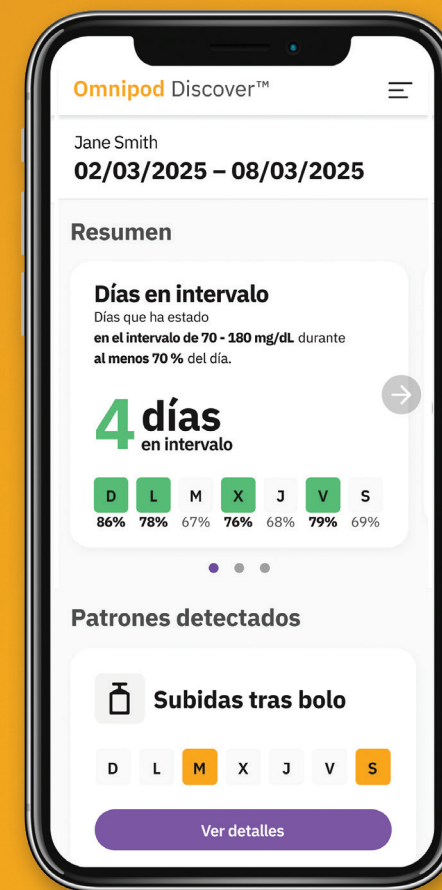 Omnipod Discover™
Jane Smith
02/03/2025 – 08/03/2025
Resumen
Días en intervalo
Días que ha estado
en el intervalo de 70 - 180 mg/dL durante
al menos 70 % del día.
4 días
en intervalo
D L M X J V S
86% 78% 67% 76% 68% 79% 69%
Patrones detectados
Subidas tras bolo
D L M X J V S
Ver detalles